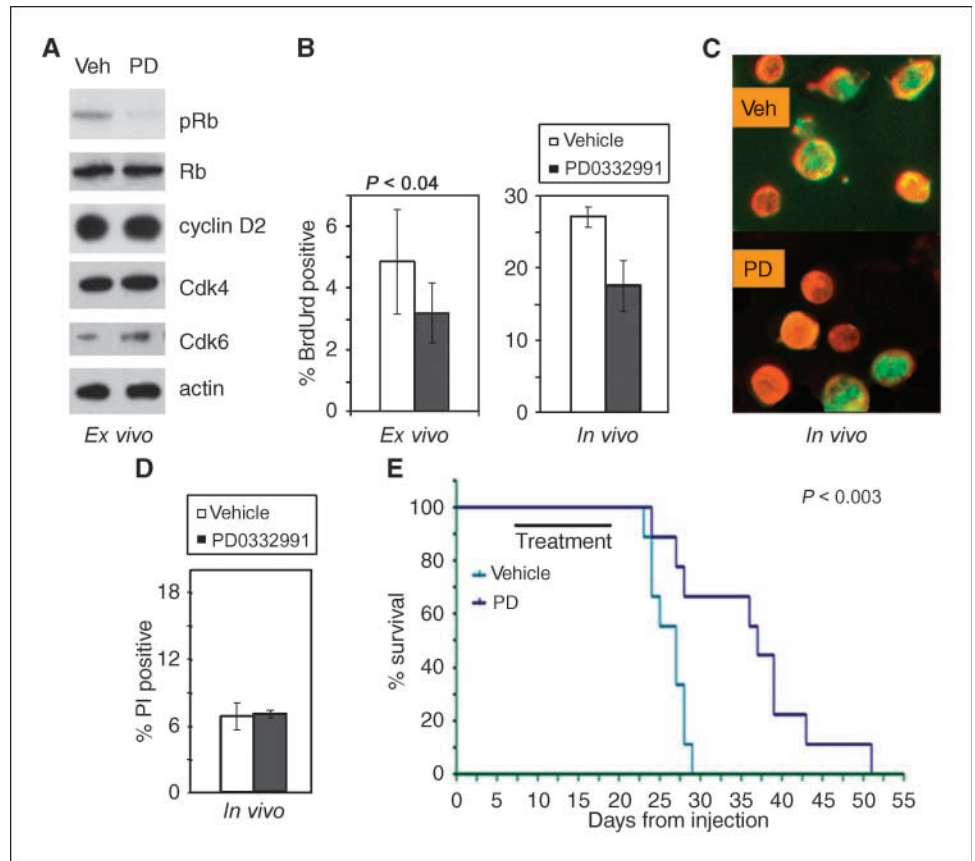 A
Veh PD
pRb
Rb
cyclin D2
Cdk4
Cdk6
actin
Ex vivo
B
Vehicle
PD0332991
P < 0.04
% BrdUrd positive
6
4
2
0
Ex vivo
30
25
20
10
0
In vivo
C
Veh
PD
In vivo
D
Vehicle
PD0332991
% PI positive
18
12
6
0
In vivo
E
P < 0.003
% survival
100
80
60
40
20
0
Treatment
Vehicle
PD
0 5 10 15 20 25 30 35 40 45 50 55
Days from injection